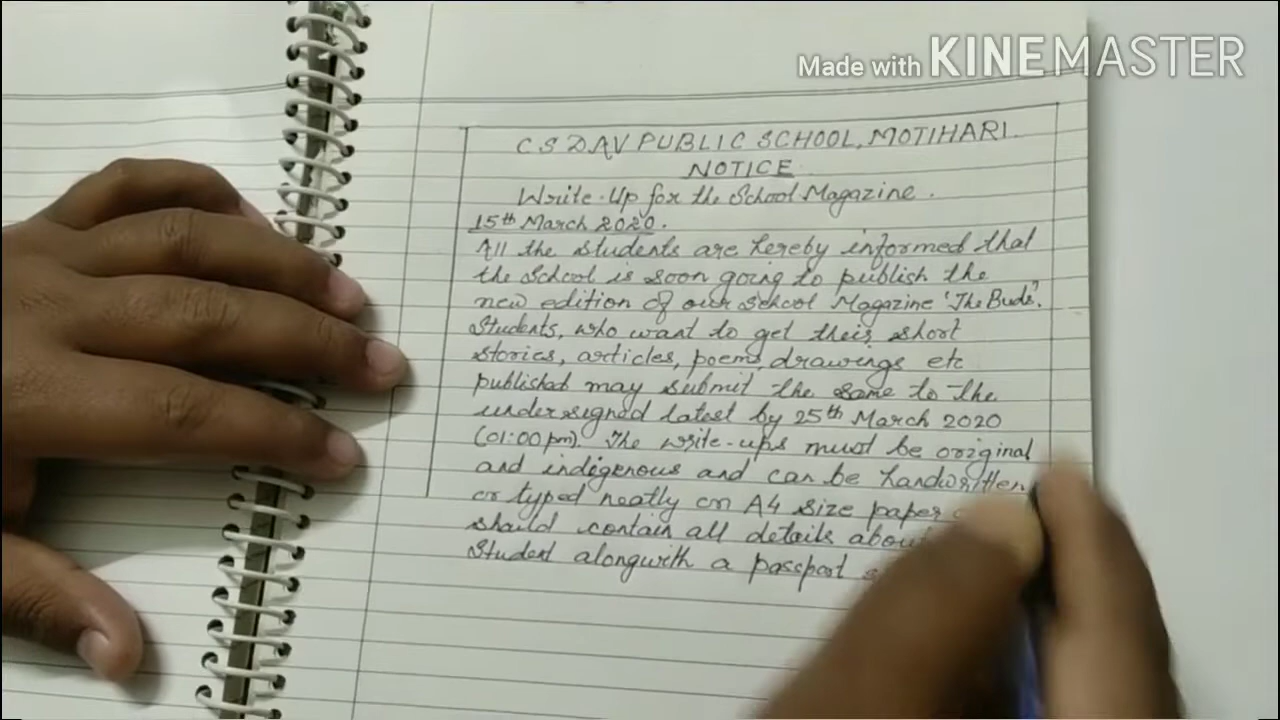 Made with KINEMASTER
C S DAV PUBLIC SCHOOL, MOTIHARI.
NOTICE
Write-Up for the School Magazine.
15th March 2020.
All the students are hereby informed that
the School is soon going to publish the
new edition of our School Magazine 'The Buds'.
Students, who want to get their short
stories, articles, poems, drawings etc
published may submit the same to the
undersigned latest by 25th March 2020
(01:00pm). The write-ups must be original
and indigenous and can be handwritten
or typed neatly on A4 size paper
should contain all details about
Student alongwith a passport